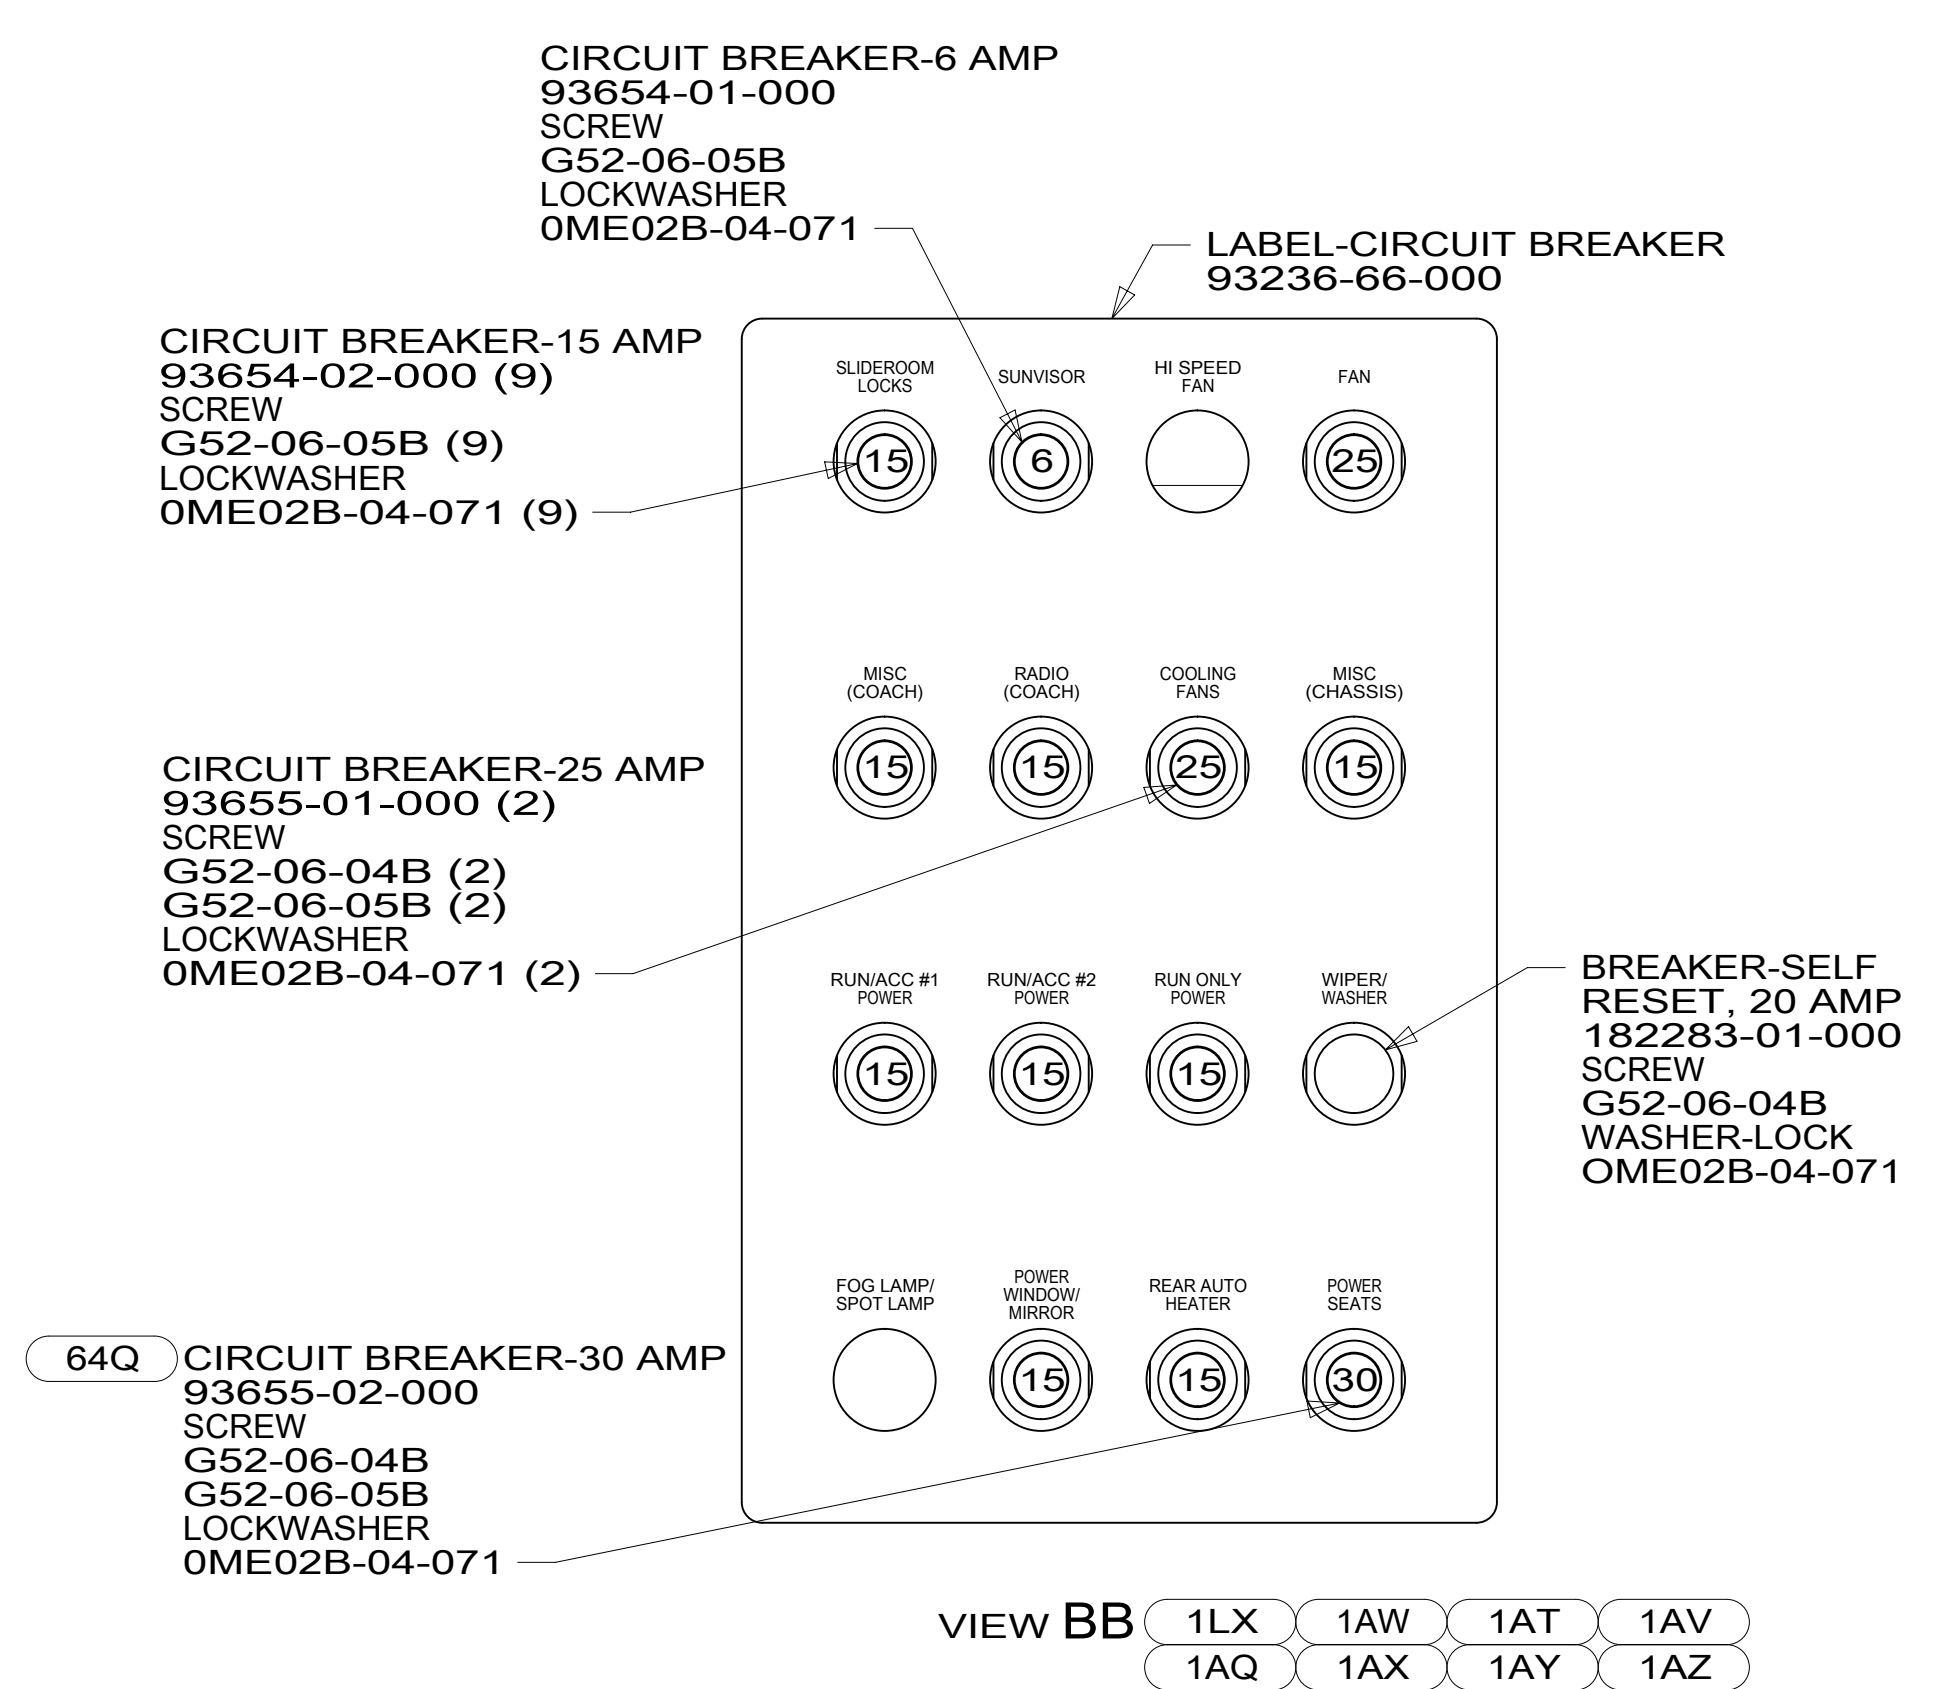 CIRCUIT BREAKER-6 AMP
93654-01-000
SCREW
G52-06-05B
LOCKWASHER
0ME02B-04-071
LABEL-CIRCUIT BREAKER
93236-66-000
CIRCUIT BREAKER-15 AMP
93654-02-000 (9)
SCREW
G52-06-05B (9)
LOCKWASHER
0ME02B-04-071 (9)
SLIDEROOM
LOCKS
SUNVISOR
HI SPEED
FAN
FAN
15
6
25
MISC
(COACH)
RADIO
(COACH)
COOLING
FANS
MISC
(CHASSIS)
15
15
25
15
CIRCUIT BREAKER-25 AMP
93655-01-000 (2)
SCREW
G52-06-04B (2)
G52-06-05B (2)
LOCKWASHER
0ME02B-04-071 (2)
RUN/ACC #1
POWER
RUN/ACC #2
POWER
RUN ONLY
POWER
WIPER/
WASHER
15
15
15
BREAKER-SELF
RESET, 20 AMP
182283-01-000
SCREW
G52-06-04B
WASHER-LOCK
OME02B-04-071
FOG LAMP/
SPOT LAMP
POWER
WINDOW/
MIRROR
REAR AUTO
HEATER
POWER
SEATS
15
15
30
64Q
CIRCUIT BREAKER-30 AMP
93655-02-000
SCREW
G52-06-04B
G52-06-05B
LOCKWASHER
0ME02B-04-071
VIEW BB 1LX 1AW 1AT 1AV
1AQ 1AX 1AY 1AZ